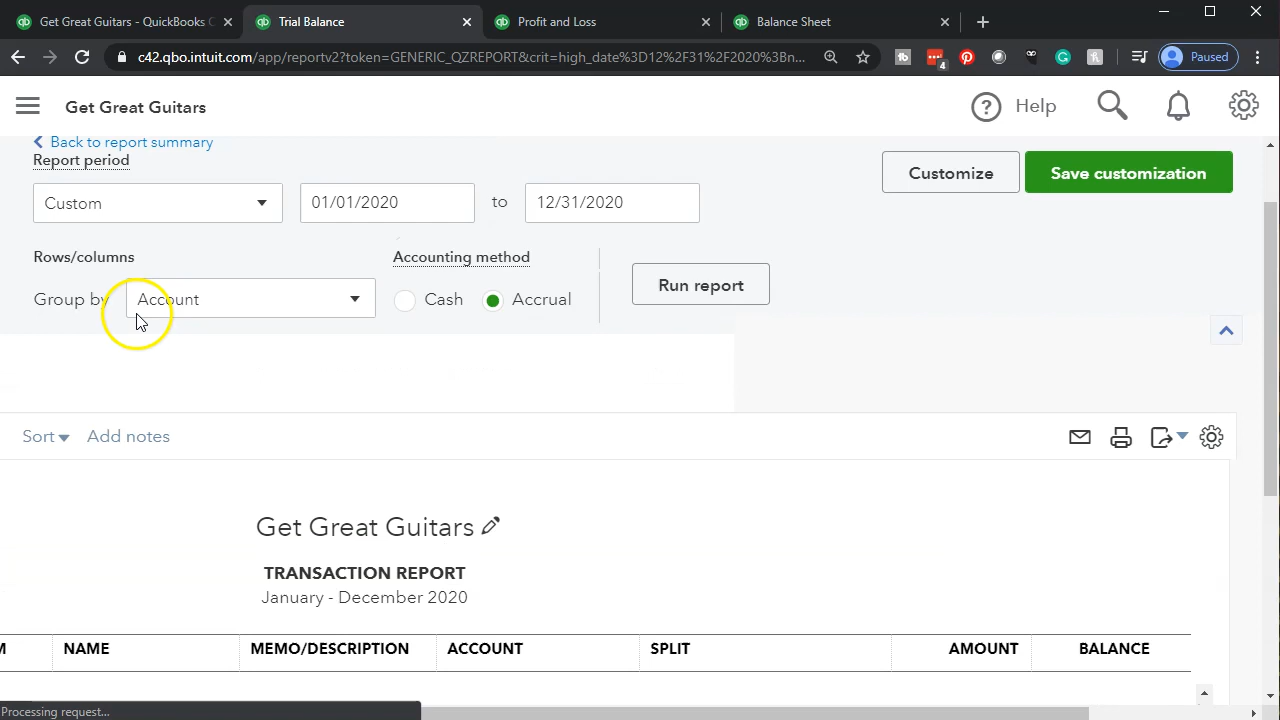 Get Great Guitars - QuickBooks C
Trial Balance
Profit and Loss
Balance Sheet
c42.qbo.intuit.com/app/reportv2?token=GENERIC_QZREPORT&crit=high_date%3D12%2F31%2F2020%3Bn...
4
Paused
Get Great Guitars
Help
Back to report summary
Report period
Custom
01/01/2020
to
12/31/2020
Customize
Save customization
Rows/columns
Accounting method
Group by
Account
Cash
Accrual
Run report
Sort
Add notes
Get Great Guitars
TRANSACTION REPORT
January - December 2020
NAME
MEMO/DESCRIPTION
ACCOUNT
SPLIT
AMOUNT
BALANCE
Processing request...